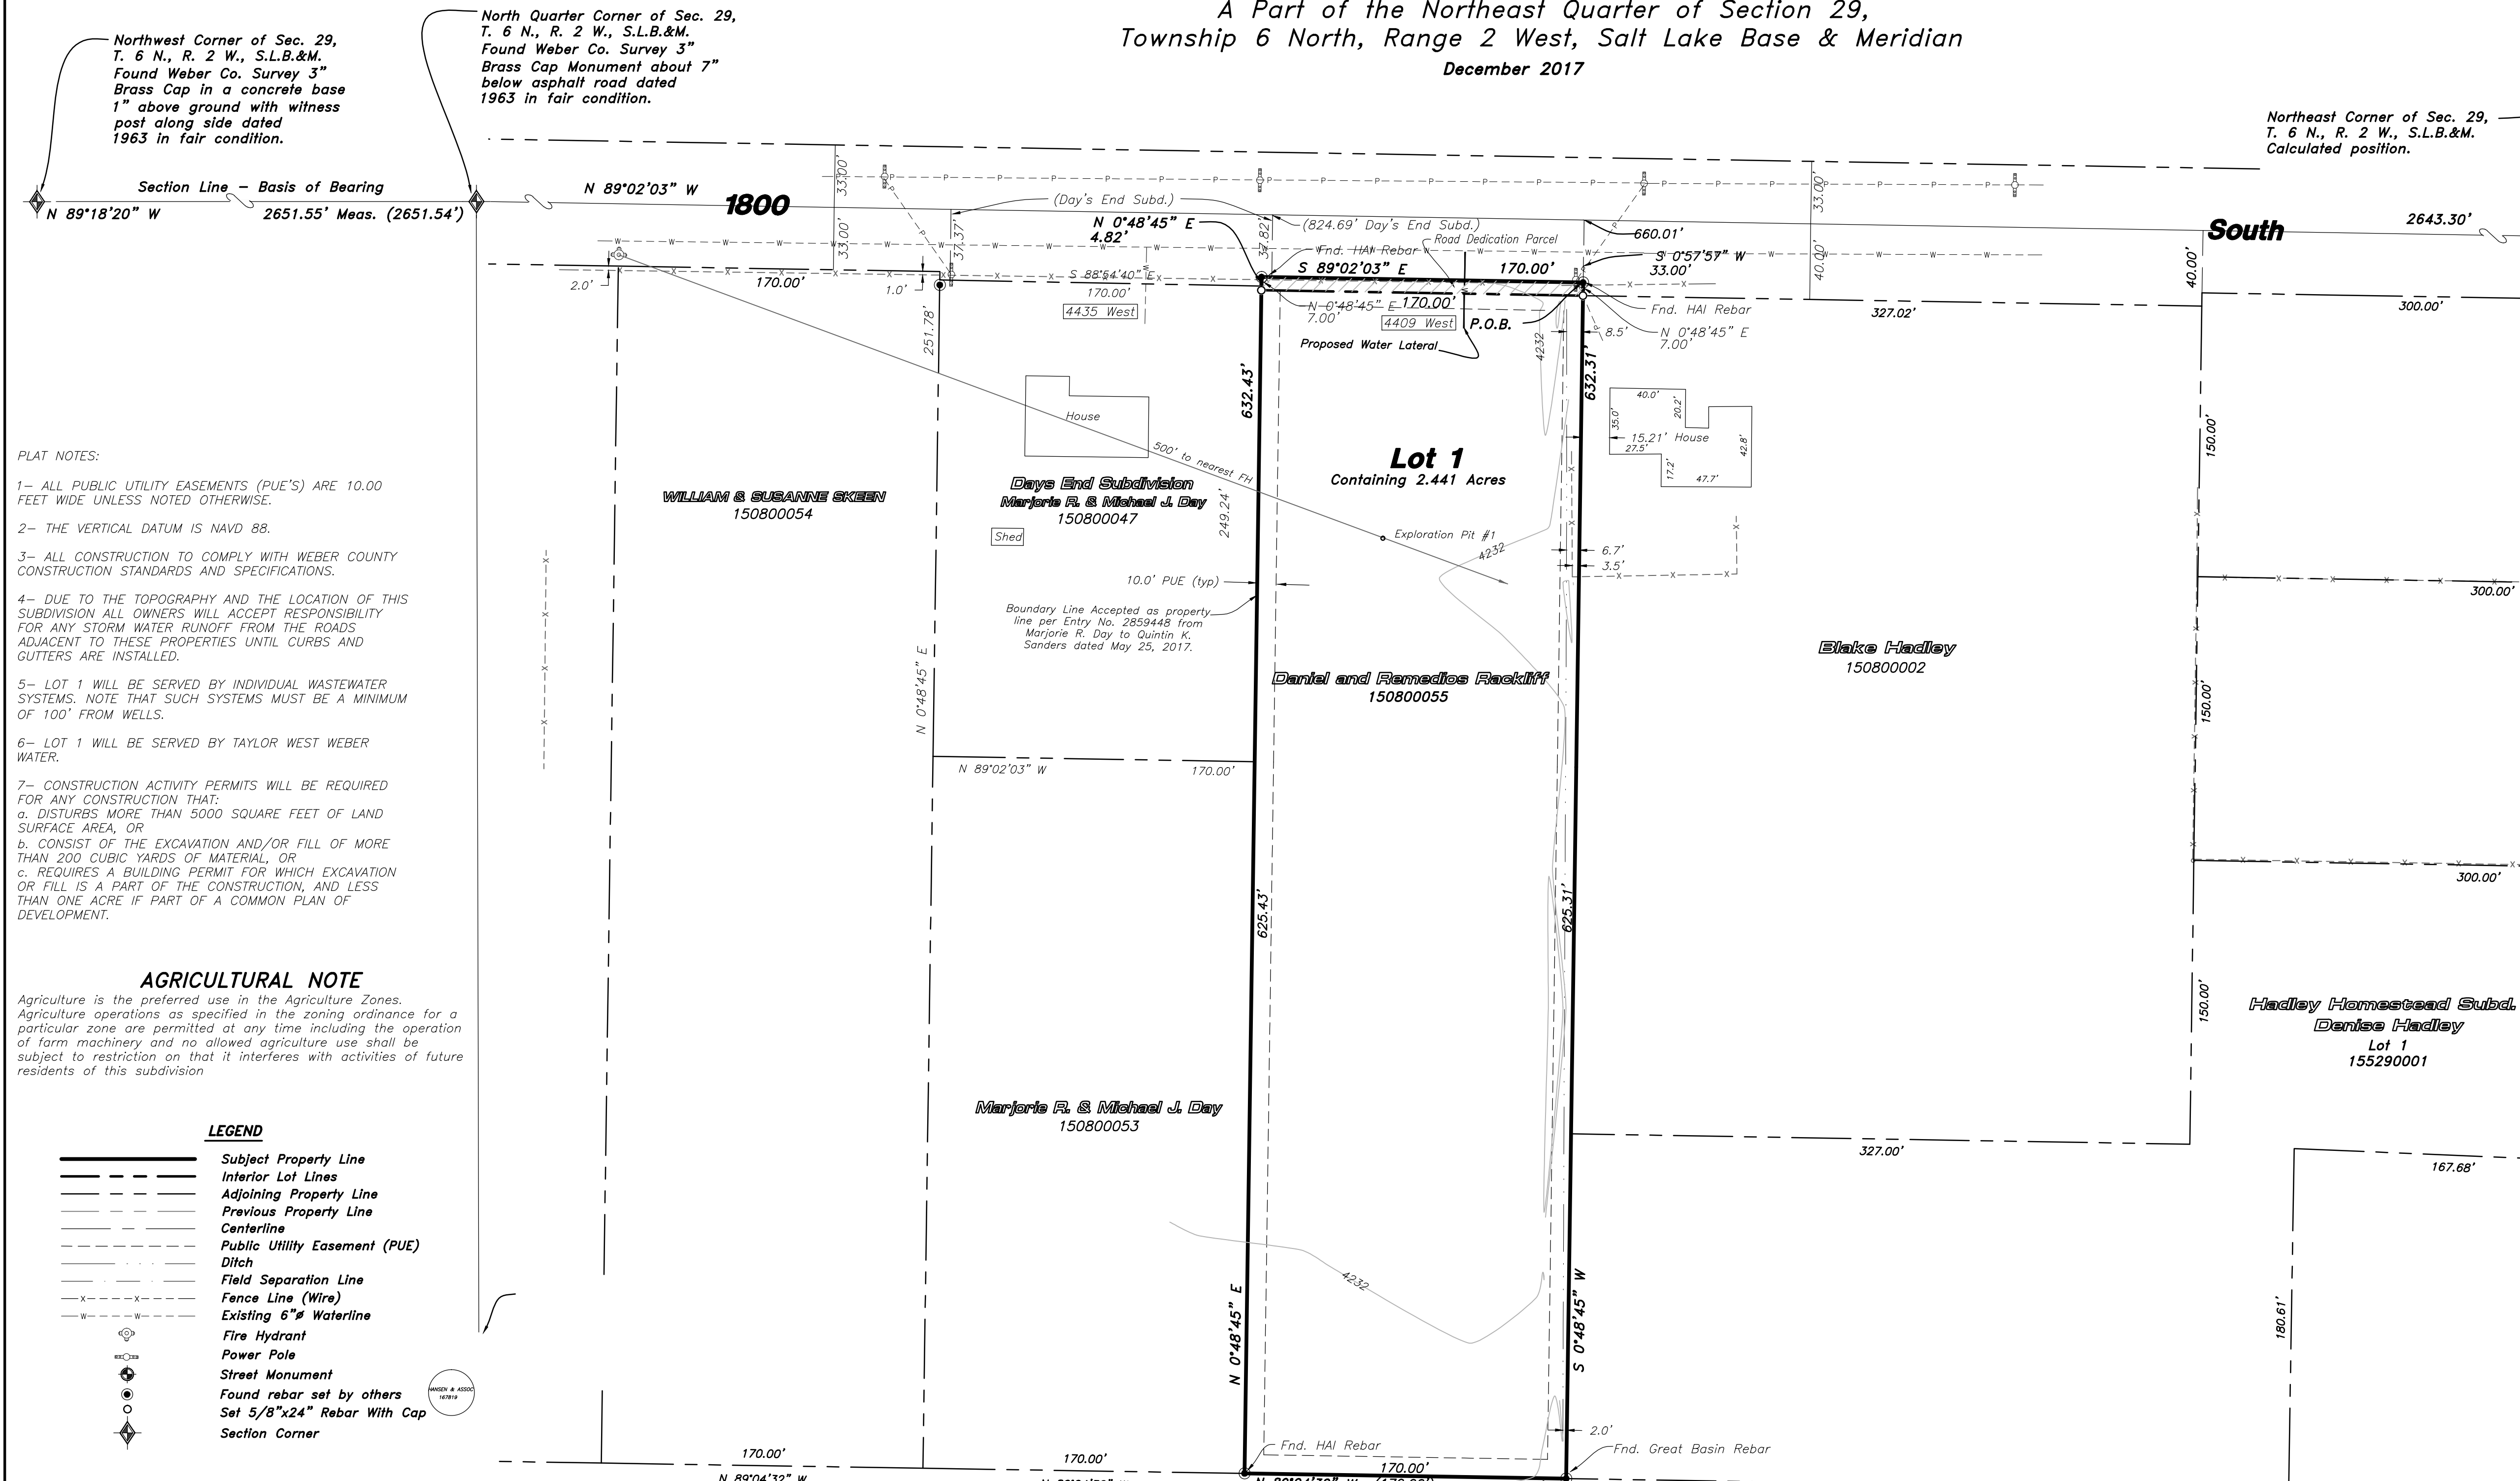 A Part of the Northeast Quarter of Section 29,
Township 6 North, Range 2 West, Salt Lake Base & Meridian
December 2017
Northwest Corner of Sec. 29,
T. 6 N., R. 2 W., S.L.B.&M.
Found Weber Co. Survey 3"
Brass Cap in a concrete base
1" above ground with witness
post along side dated
1963 in fair condition.
North Quarter Corner of Sec. 29,
T. 6 N., R. 2 W., S.L.B.&M.
Found Weber Co. Survey 3"
Brass Cap Monument about 7"
below asphalt road dated
1963 in fair condition.
Northeast Corner of Sec. 29,
T. 6 N., R. 2 W., S.L.B.&M.
Calculated position.
Section Line - Basis of Bearing
N 89°18'20" W
2651.55' Meas. (2651.54')
N 89°02'03" W
1800
South
2643.30'
33.00'
33.00'
33.00'
40.00'
40.00'
37.37'
37.82'
(Day's End Subd.)
(824.69' Day's End Subd.)
N 0°48'45" E
4.82'
Fnd. HAI Rebar
Road Dedication Parcel
660.01'
S 0°57'57" W
33.00'
S 89°02'03" E
170.00'
S 88°54'40" E
170.00'
170.00'
2.0'
1.0'
4435 West
N 0°48'45" E
7.00'
170.00'
4409 West
P.O.B.
Proposed Water Lateral
Fnd. HAI Rebar
N 0°48'45" E
7.00'
8.5'
327.02'
300.00'
251.78'
632.43'
632.31'
4232
House
500' to nearest FH
Lot 1
Containing 2.441 Acres
40.0'
20.2'
35.0'
15.21' House
27.5'
17.2'
47.7'
42.8'
150.00'
WILLIAM & SUSANNE SKEEN
150800054
Days End Subdivision
Marjorie R. & Michael J. Day
150800047
249.24'
Shed
Exploration Pit #1
4232
6.7'
3.5'
10.0' PUE (typ)
300.00'
Boundary Line Accepted as property
line per Entry No. 2859448 from
Marjorie R. Day to Quintin K.
Sanders dated May 25, 2017.
Daniel and Remedios Rackliff
150800055
Blake Hadley
150800002
150.00'
N 0°48'45" E
N 89°02'03" W
170.00'
625.43'
625.31'
300.00'
150.00'
Hadley Homestead Subd.
Denise Hadley
Lot 1
155290001
Marjorie R. & Michael J. Day
150800053
327.00'
167.68'
180.61'
4232
N 0°48'45" E
S 0°48'45" W
2.0'
Fnd. HAI Rebar
Fnd. Great Basin Rebar
170.00'
170.00'
170.00'
N 89°04'32" W
PLAT NOTES:
1- ALL PUBLIC UTILITY EASEMENTS (PUE'S) ARE 10.00
FEET WIDE UNLESS NOTED OTHERWISE.
2- THE VERTICAL DATUM IS NAVD 88.
3- ALL CONSTRUCTION TO COMPLY WITH WEBER COUNTY
CONSTRUCTION STANDARDS AND SPECIFICATIONS.
4- DUE TO THE TOPOGRAPHY AND THE LOCATION OF THIS
SUBDIVISION ALL OWNERS WILL ACCEPT RESPONSIBILITY
FOR ANY STORM WATER RUNOFF FROM THE ROADS
ADJACENT TO THESE PROPERTIES UNTIL CURBS AND
GUTTERS ARE INSTALLED.
5- LOT 1 WILL BE SERVED BY INDIVIDUAL WASTEWATER
SYSTEMS. NOTE THAT SUCH SYSTEMS MUST BE A MINIMUM
OF 100' FROM WELLS.
6- LOT 1 WILL BE SERVED BY TAYLOR WEST WEBER
WATER.
7- CONSTRUCTION ACTIVITY PERMITS WILL BE REQUIRED
FOR ANY CONSTRUCTION THAT:
a. DISTURBS MORE THAN 5000 SQUARE FEET OF LAND
SURFACE AREA, OR
b. CONSIST OF THE EXCAVATION AND/OR FILL OF MORE
THAN 200 CUBIC YARDS OF MATERIAL, OR
c. REQUIRES A BUILDING PERMIT FOR WHICH EXCAVATION
OR FILL IS A PART OF THE CONSTRUCTION, AND LESS
THAN ONE ACRE IF PART OF A COMMON PLAN OF
DEVELOPMENT.
AGRICULTURAL NOTE
Agriculture is the preferred use in the Agriculture Zones.
Agriculture operations as specified in the zoning ordinance for a
particular zone are permitted at any time including the operation
of farm machinery and no allowed agriculture use shall be
subject to restriction on that it interferes with activities of future
residents of this subdivision
LEGEND
Subject Property Line
Interior Lot Lines
Adjoining Property Line
Previous Property Line
Centerline
Public Utility Easement (PUE)
Ditch
Field Separation Line
Fence Line (Wire)
Existing 6"ø Waterline
Fire Hydrant
Power Pole
Street Monument
Found rebar set by others
Set 5/8"x24" Rebar With Cap
Section Corner
HANSEN & ASSOC
167819